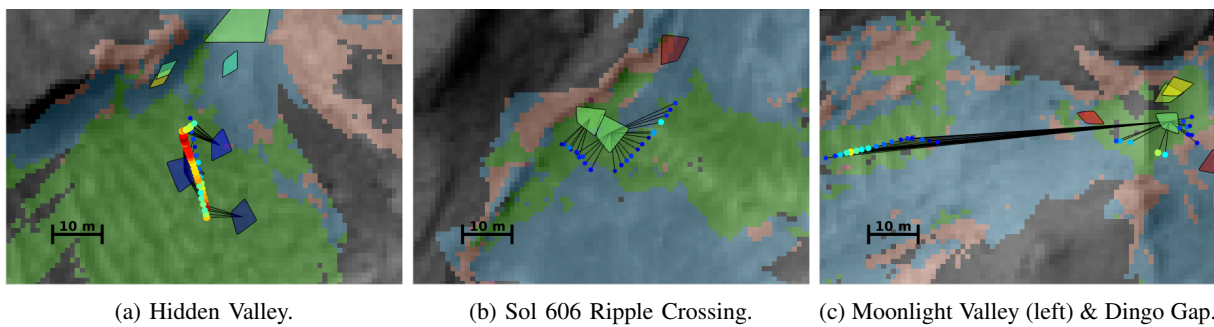 10 m
10 m
10 m
(a) Hidden Valley.
(b) Sol 606 Ripple Crossing.
(c) Moonlight Valley (left) & Dingo Gap.